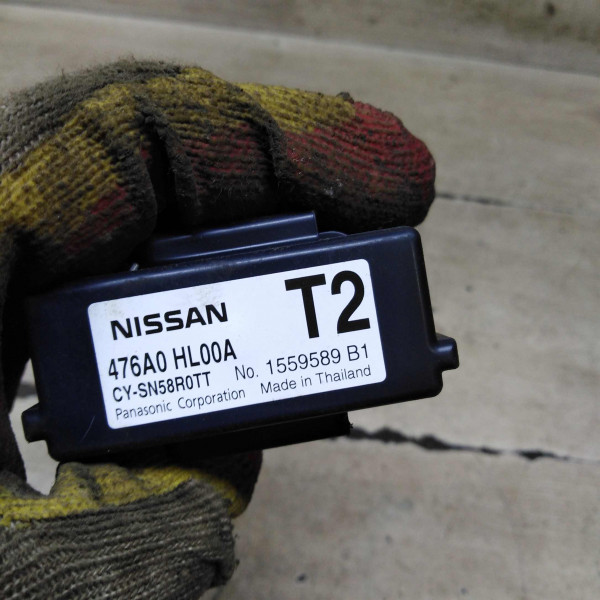 NISSAN T2
476A0 HL00A
CY-SN58R0TT No. 1559589 B1
Panasonic Corporation Made in Thailand